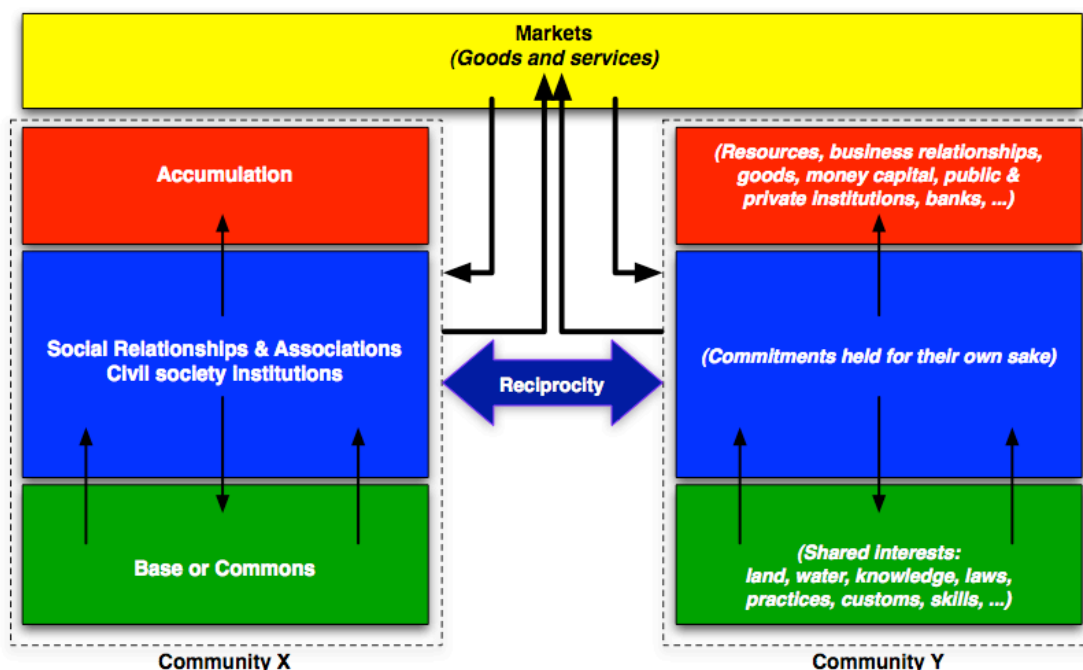 Markets
(Goods and services)
Accumulation
(Resources, business relationships,
goods, money capital, public &
private institutions, banks, ...)
Social Relationships & Associations
Civil society institutions
Reciprocity
(Commitments held for their own sake)
Base or Commons
(Shared interests:
land, water, knowledge, laws,
practices, customs, skills, ...)
Community X
Community Y